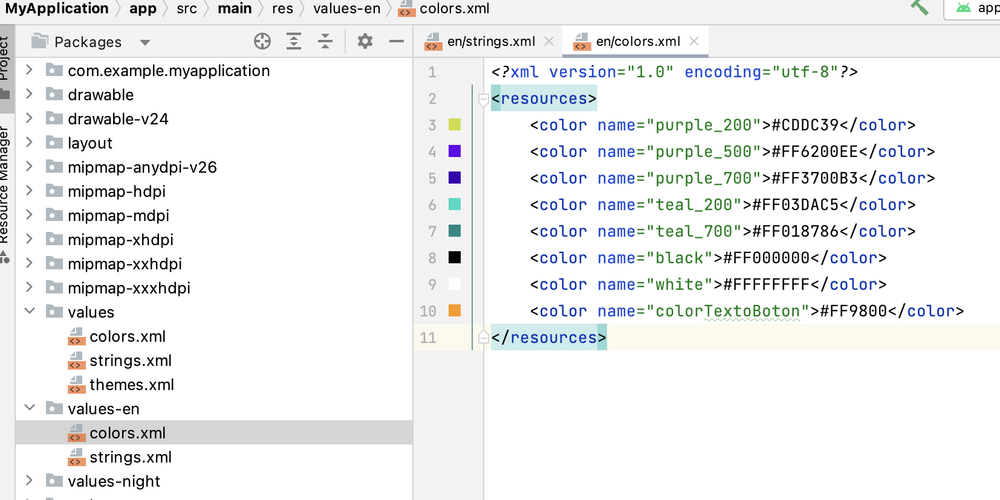 MyApplication app src main res values-en colors.xml
app
Project
Resource Manager
Packages
com.example.myapplication
drawable
drawable-v24
layout
mipmap-anydpi-v26
mipmap-hdpi
mipmap-mdpi
mipmap-xhdpi
mipmap-xxhdpi
mipmap-xxxhdpi
values
colors.xml
strings.xml
themes.xml
values-en
colors.xml
strings.xml
values-night
en/strings.xml
en/colors.xml
1 <?xml version="1.0" encoding="utf-8"?>
2 <resources>
3 <color name="purple_200">#CDDC39</color>
4 <color name="purple_500">#FF6200EE</color>
5 <color name="purple_700">#FF3700B3</color>
6 <color name="teal_200">#FF03DAC5</color>
7 <color name="teal_700">#FF018786</color>
8 <color name="black">#FF000000</color>
9 <color name="white">#FFFFFFFF</color>
10 <color name="colorTextoBoton">#FF9800</color>
11 </resources>